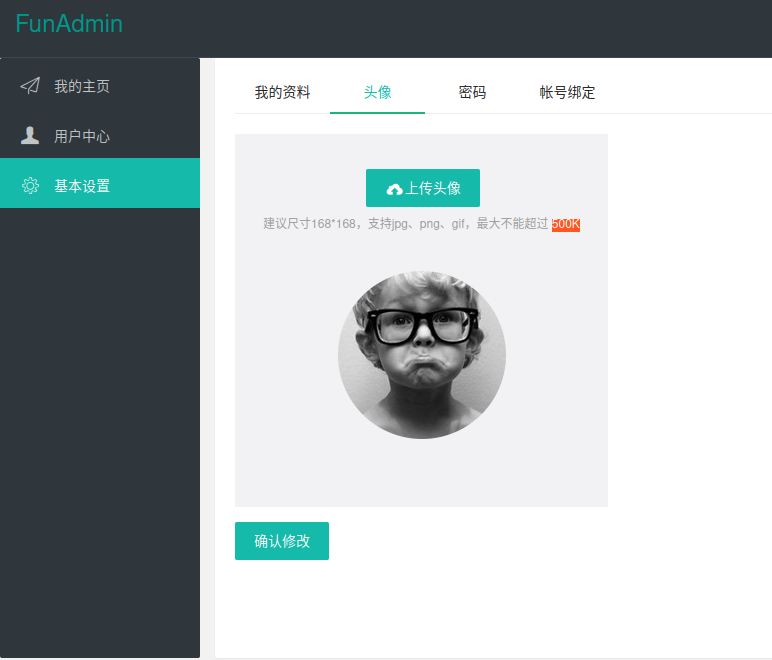 FunAdmin
我的主页
用户中心
基本设置
我的资料 头像 密码 帐号绑定
上传头像
建议尺寸168*168，支持jpg、png、gif，最大不能超过 500K
确认修改